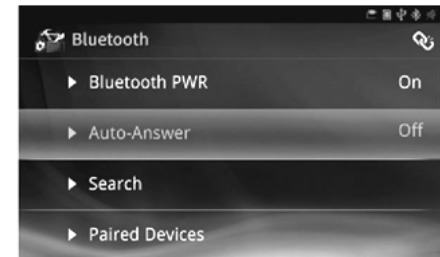 Bluetooth
Bluetooth PWR On
Auto-Answer Off
Search
Paired Devices